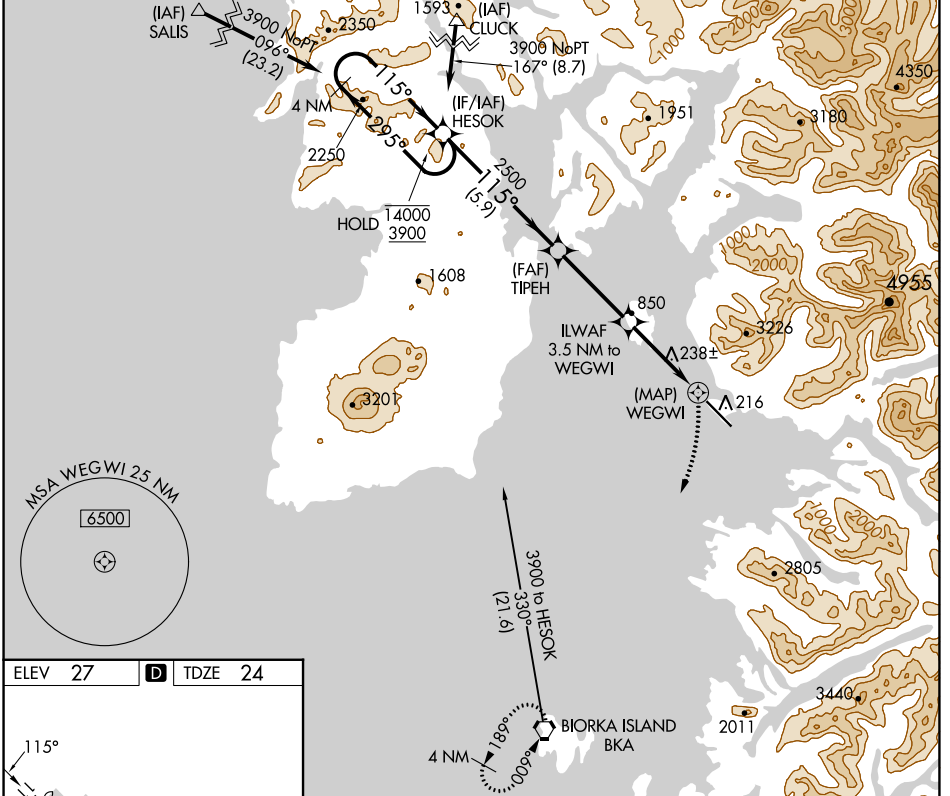 (IAF)
SALIS
3900 NoPT
096°
(23.2)
2350
1593
(IAF)
CLUCK
3900 NoPT
167° (8.7)
4350
115°
4 NM
295°
2250
(IF/IAF)
HESOK
1951
3180
2500
115°
(5.9)
HOLD
14000
3900
1000
2000
(FAF)
TIPEH
1608
4955
850
ILWAF
3.5 NM to
WEGWI
3226
238±
(MAP)
WEGWI
216
3201
MSA WEGWI 25 NM
6500
1000
2000
3900 to HESOK
330°
(21.6)
2805
ELEV 27
D
TDZE 24
3440
2011
BIORKA ISLAND
BKA
189°
009°
4 NM
115°